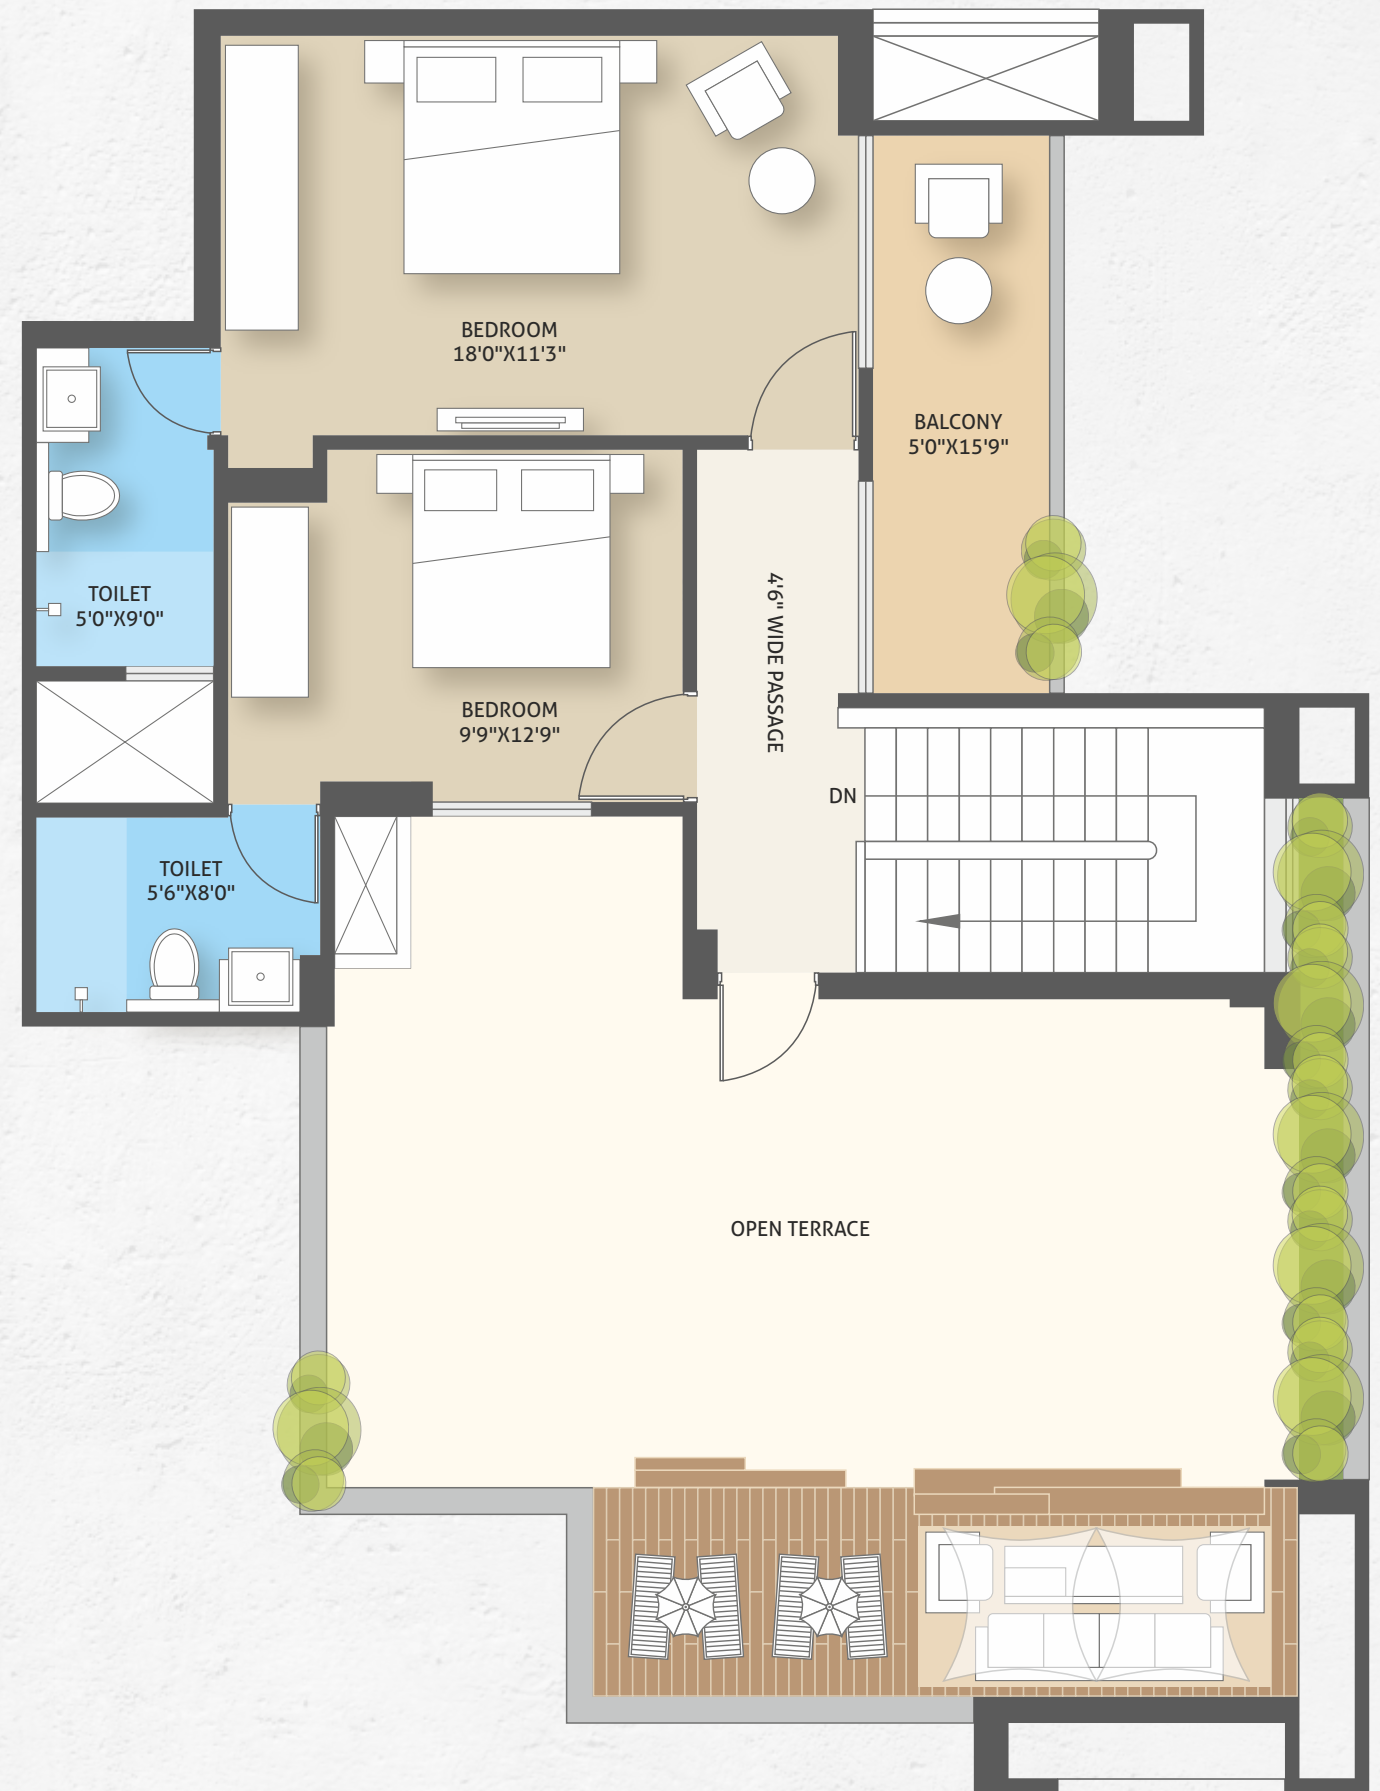 BEDROOM
18'0"X11'3"
BALCONY
5'0"X15'9"
TOILET
5'0"X9'0"
4'6" WIDE PASSAGE
BEDROOM
9'9"X12'9"
DN
TOILET
5'6"X8'0"
OPEN TERRACE